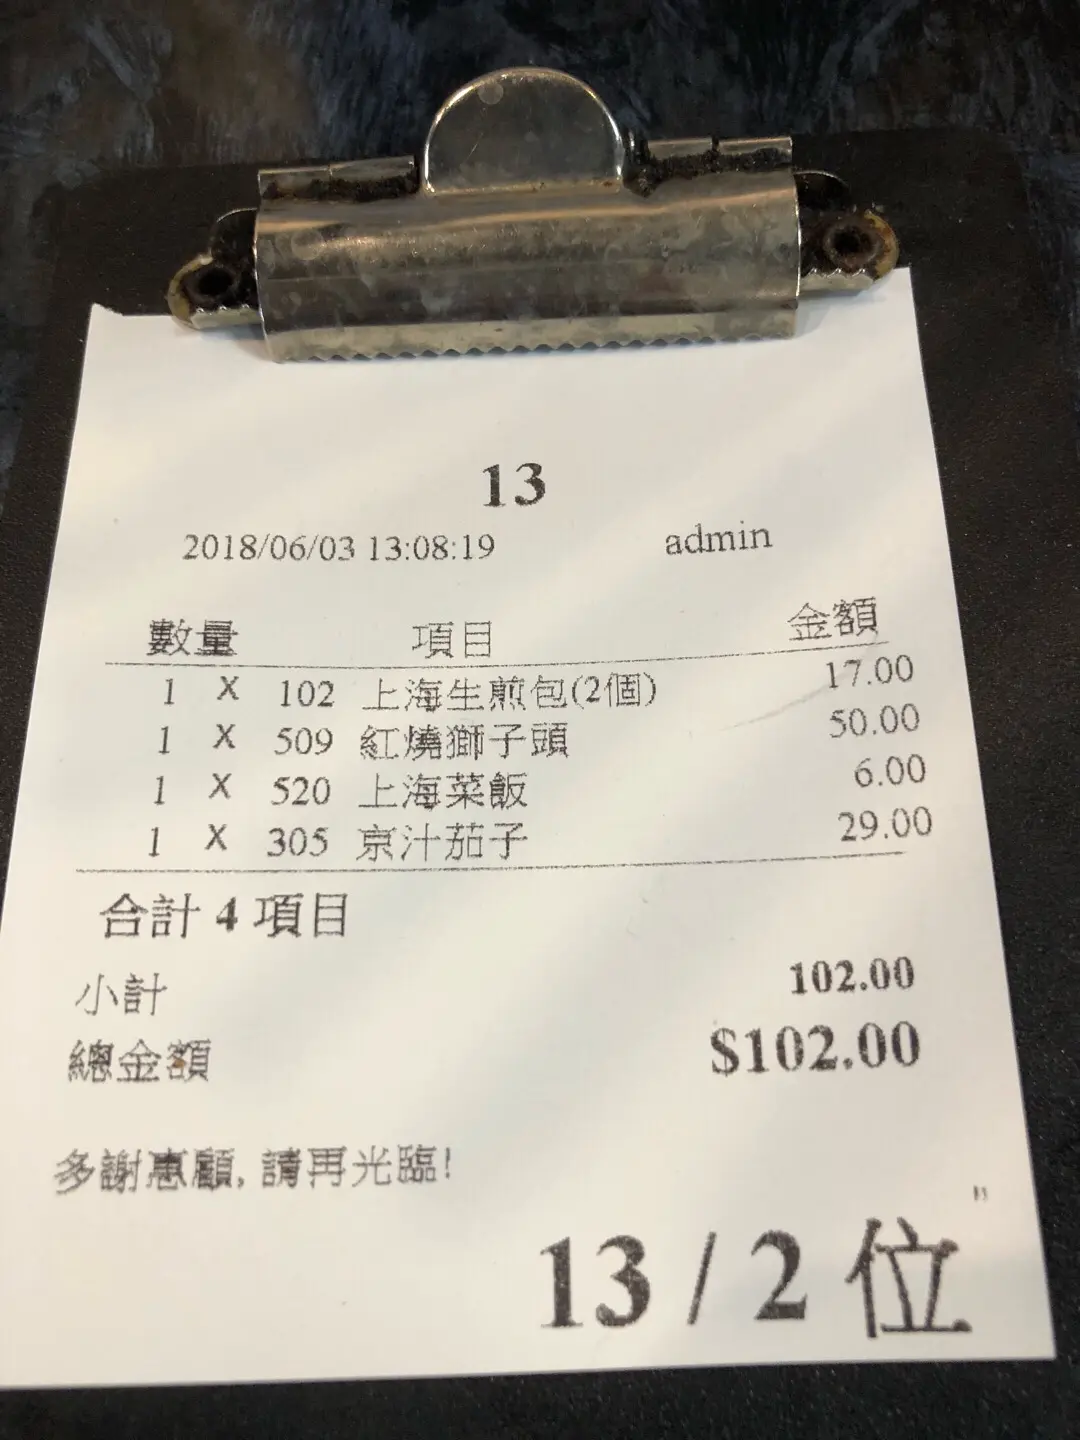 13
2018/06/03 13:08:19 admin
數量 項目 金額
1 X 102 上海生煎包(2個) 17.00
1 X 509 紅燒獅子頭 50.00
1 X 520 上海菜飯 6.00
1 X 305 京汁茄子 29.00
合計 4 項目
小計 102.00
總金額 $102.00
多謝惠顧, 請再光臨!
"
13 / 2 位